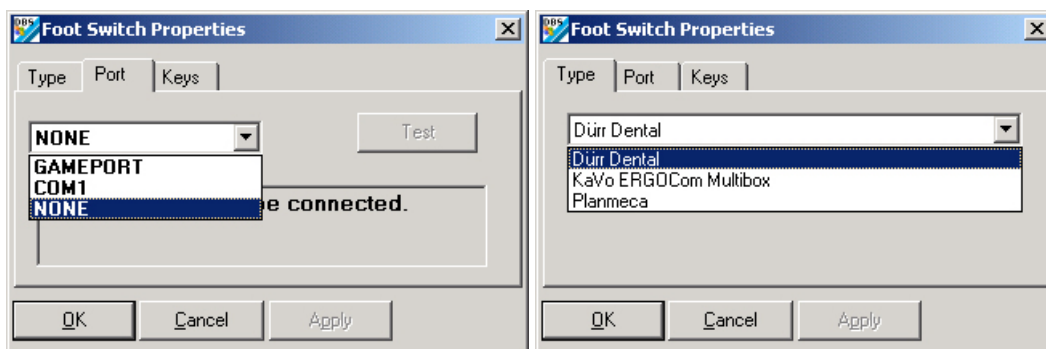 DBS Foot Switch Properties
Type Port Keys
NONE
Test
GAMEPORT
COM1
NONE
e connected.
OK Cancel Apply
DBS Foot Switch Properties
Type Port Keys
Dürr Dental
Dürr Dental
KaVo ERGOCom Multibox
Planmeca
OK Cancel Apply